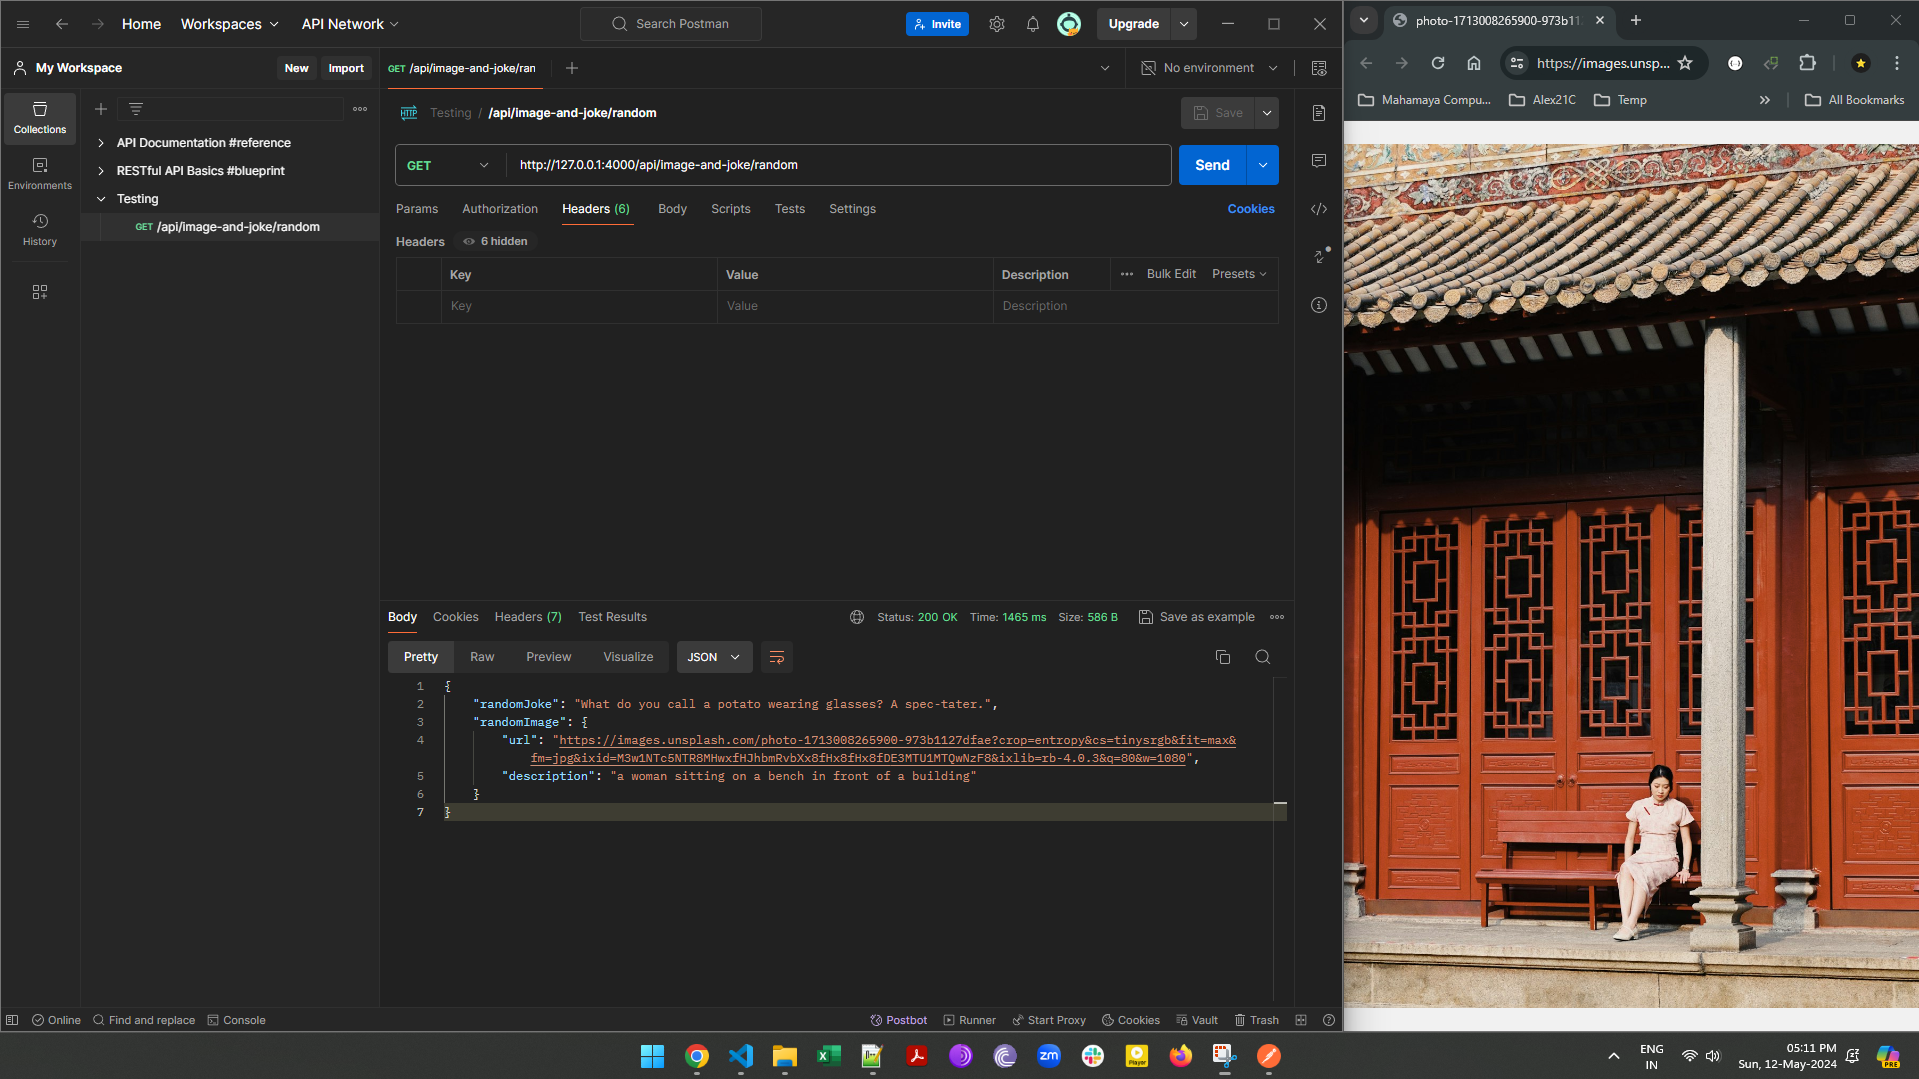 Home
Workspaces
API Network
Search Postman
Invite
Upgrade
My Workspace
New
Import
GET /api/image-and-joke/ran
No environment
Collections
Environments
History
API Documentation #reference
RESTful API Basics #blueprint
Testing
GET /api/image-and-joke/random
HTTP Testing / /api/image-and-joke/random
Save
GET
http://127.0.0.1:4000/api/image-and-joke/random
Send
Params
Authorization
Headers (6)
Body
Scripts
Tests
Settings
Cookies
Headers
6 hidden
Key
Value
Description
Bulk Edit
Presets
Key
Value
Description
Body
Cookies
Headers (7)
Test Results
Status: 200 OK
Time: 1465 ms
Size: 586 B
Save as example
Pretty
Raw
Preview
Visualize
JSON
1 {
2 "randomJoke": "What do you call a potato wearing glasses? A spec-tater.",
3 "randomImage": {
4 "url": "https://images.unsplash.com/photo-1713008265900-973b1127dfae?crop=entropy&cs=tinysrgb&fit=max&
fm=jpg&ixid=M3w1NTc5NTR8MHwxfHJhbmRvbXx8fHx8fHx8fDE3MTU1MTQwNzF8&ixlib=rb-4.0.3&q=80&w=1080",
5 "description": "a woman sitting on a bench in front of a building"
6 }
7 }
Online
Find and replace
Console
Postbot
Runner
Start Proxy
Cookies
Vault
Trash
photo-1713008265900-973b11
https://images.unsp...
Mahamaya Compu...
Alex21C
Temp
All Bookmarks
zm
Player
ENG
IN
05:11 PM
Sun, 12-May-2024
PRE